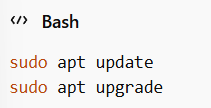 </> Bash
sudo apt update
sudo apt upgrade